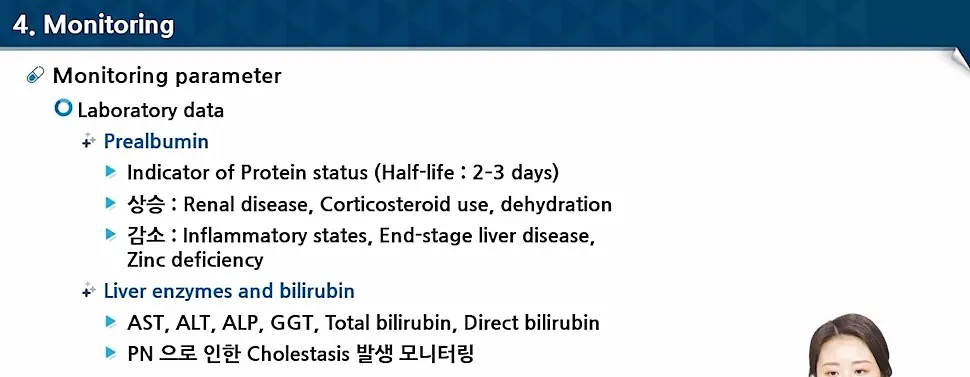 4. Monitoring
Monitoring parameter
Laboratory data
Prealbumin
Indicator of Protein status (Half-life : 2-3 days)
상승 : Renal disease, Corticosteroid use, dehydration
감소 : Inflammatory states, End-stage liver disease,
Zinc deficiency
Liver enzymes and bilirubin
AST, ALT, ALP, GGT, Total bilirubin, Direct bilirubin
PN 으로 인한 Cholestasis 발생 모니터링